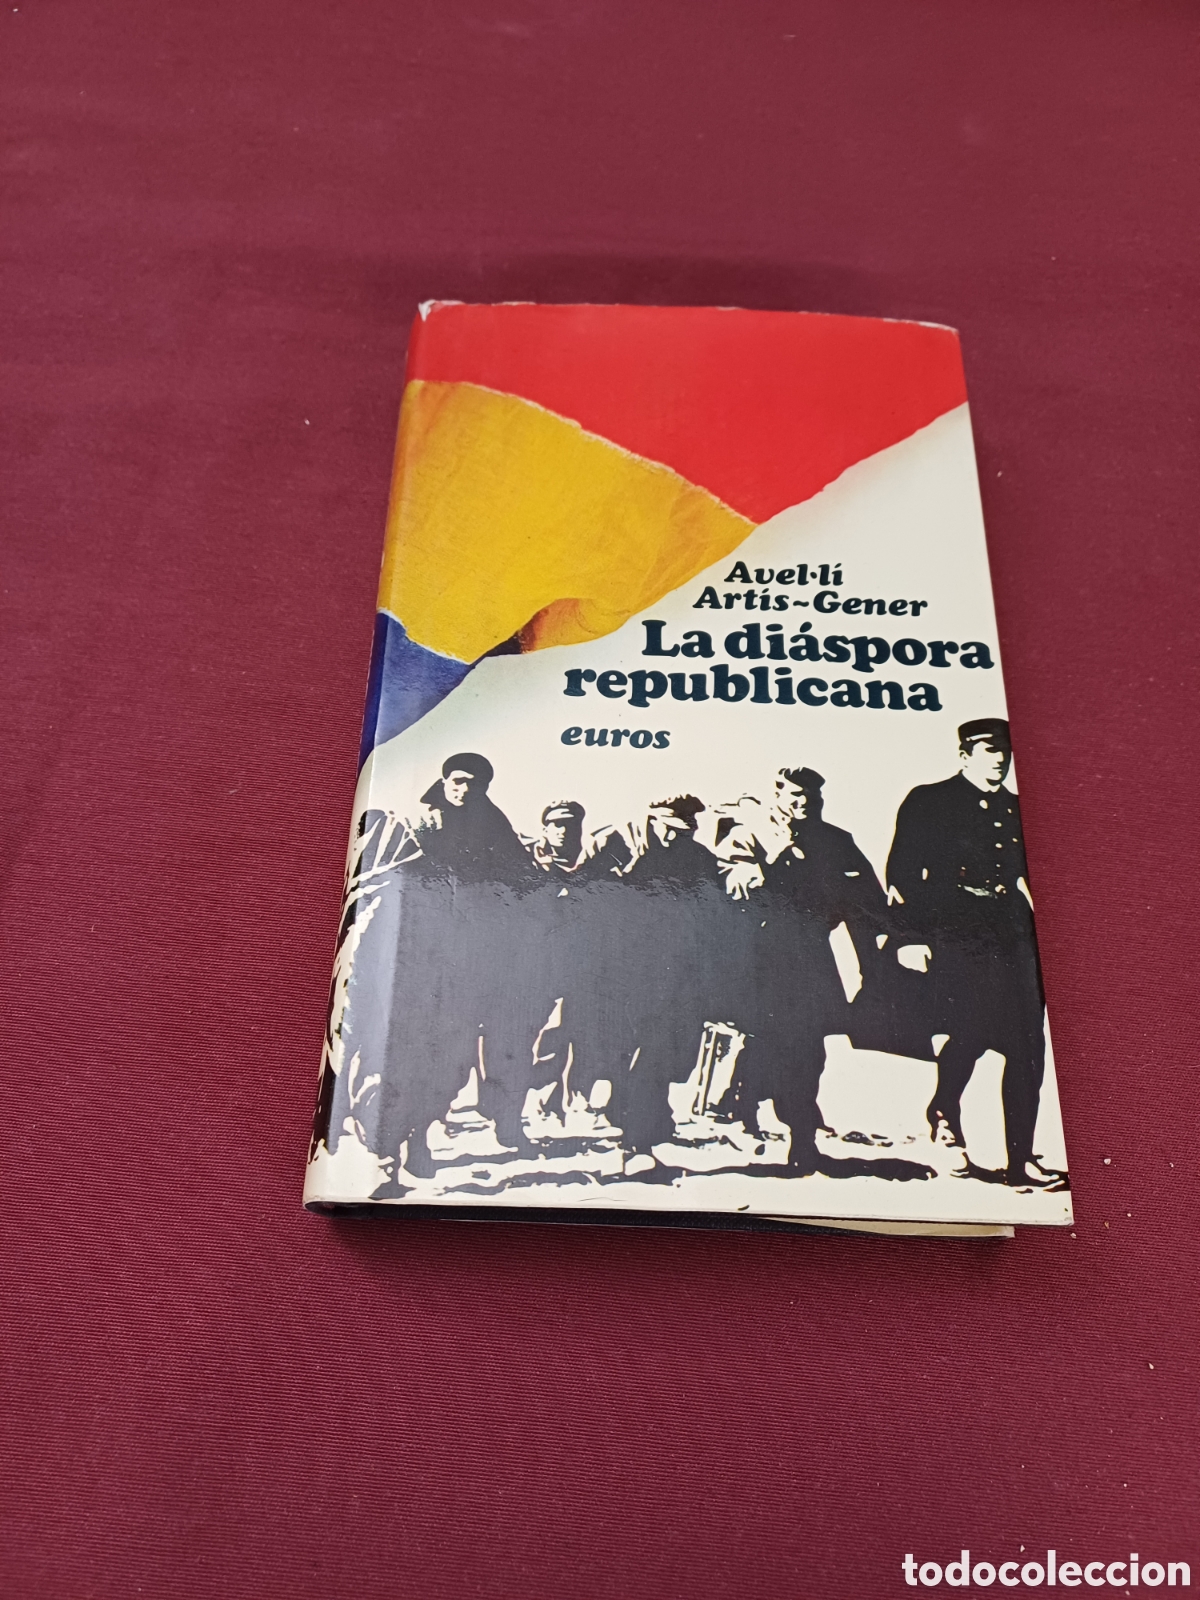 Avel·lí
Artís~Gener
La diáspora
republicana
euros
todocoleccion